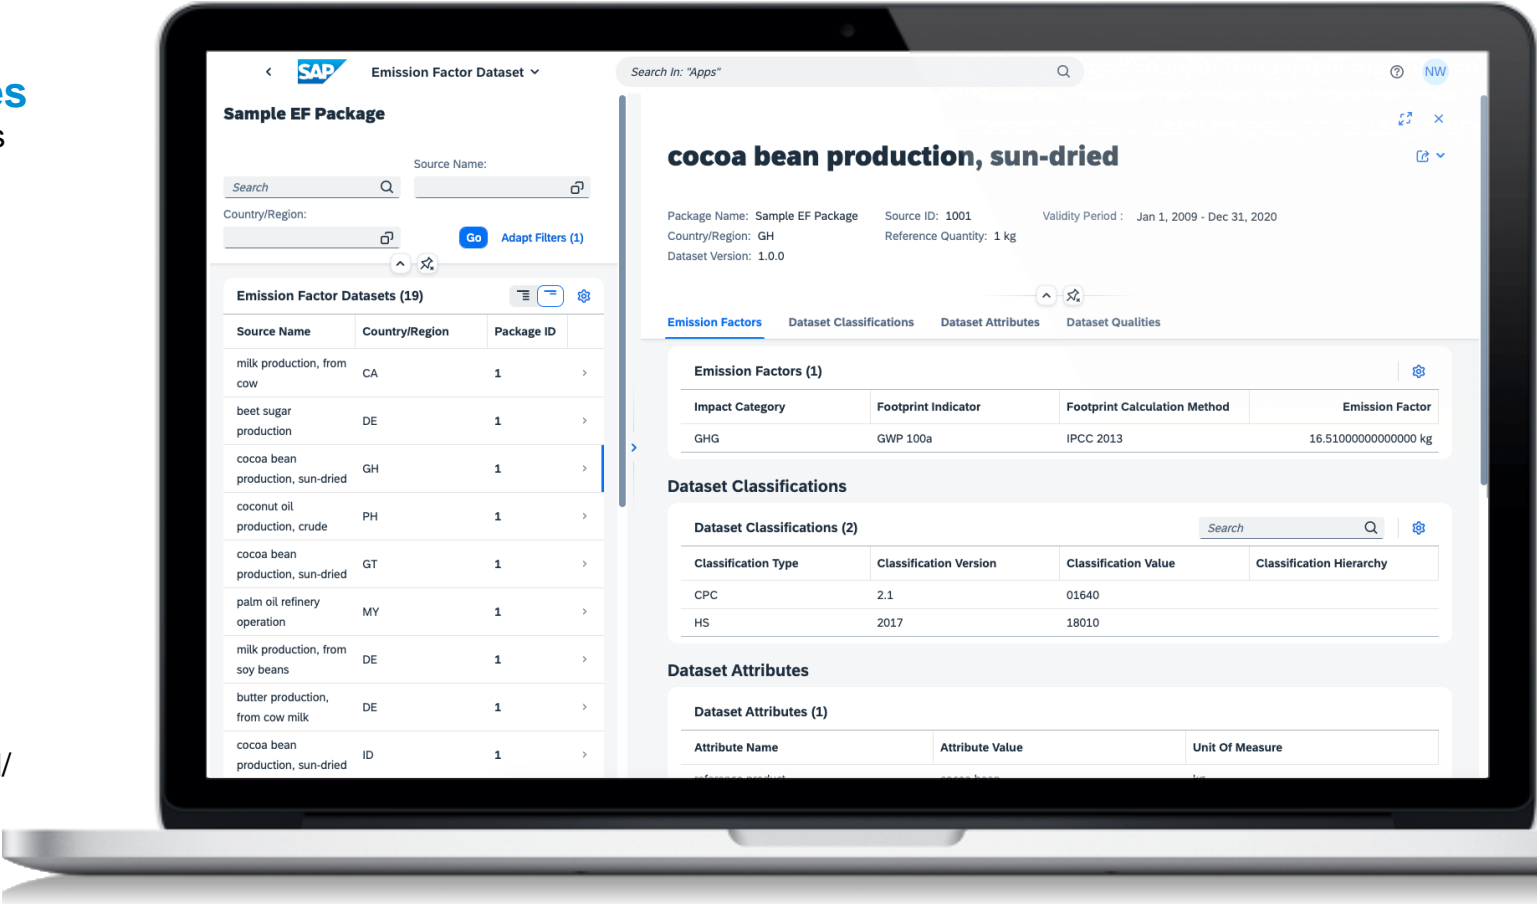 es
s
/
SAP
Emission Factor Dataset
Search In: "Apps"
NW
Sample EF Package
Source Name:
Search
Country/Region:
Go
Adapt Filters (1)
Emission Factor Datasets (19)
Source Name Country/Region Package ID
milk production, from
cow
CA 1
beet sugar
production
DE 1
cocoa bean
production, sun-dried
GH 1
coconut oil
production, crude
PH 1
cocoa bean
production, sun-dried
GT 1
palm oil refinery
operation
MY 1
milk production, from
soy beans
DE 1
butter production,
from cow milk
DE 1
cocoa bean
production, sun-dried
ID 1
cocoa bean production, sun-dried
Package Name: Sample EF Package Source ID: 1001 Validity Period : Jan 1, 2009 - Dec 31, 2020
Country/Region: GH Reference Quantity: 1 kg
Dataset Version: 1.0.0
Emission Factors Dataset Classifications Dataset Attributes Dataset Qualities
Emission Factors (1)
Impact Category Footprint Indicator Footprint Calculation Method Emission Factor
GHG GWP 100a IPCC 2013 16.51000000000000 kg
Dataset Classifications
Dataset Classifications (2)
Search
Classification Type Classification Version Classification Value Classification Hierarchy
CPC 2.1 01640
HS 2017 18010
Dataset Attributes
Dataset Attributes (1)
Attribute Name Attribute Value Unit Of Measure
reference product cocoa bean kg